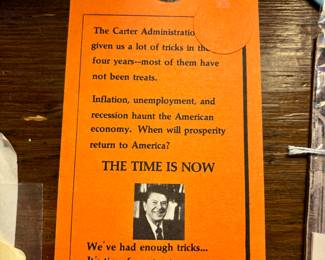 The Carter Administratio
given us a lot of tricks in the
four years--most of them have
not been treats.
Inflation, unemployment, and
recession haunt the American
economy. When will prosperity
return to America?
THE TIME IS NOW
We've had enough tricks...